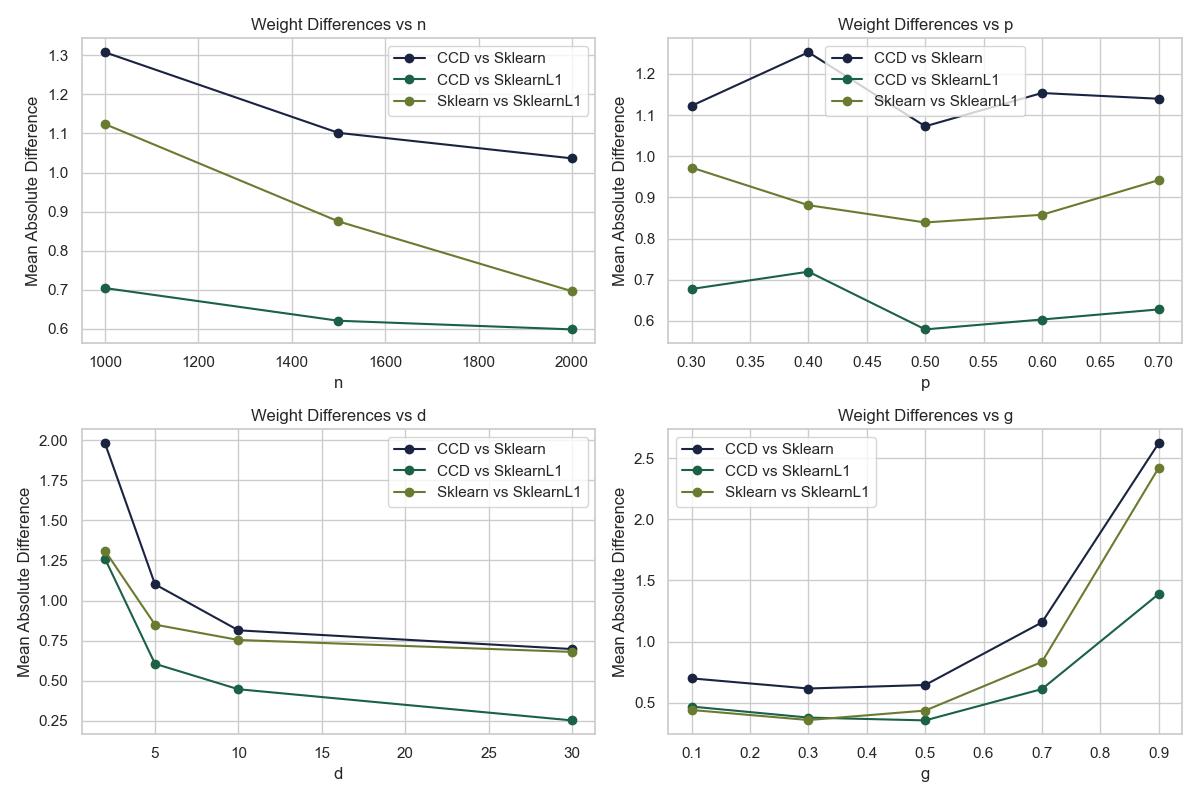 Weight Differences vs n
Mean Absolute Difference
1.3
1.2
1.1
1.0
0.9
0.8
0.7
0.6
CCD vs Sklearn
CCD vs SklearnL1
Sklearn vs SklearnL1
1000 1200 1400 1600 1800 2000
n
Weight Differences vs p
Mean Absolute Difference
1.2
1.1
1.0
0.9
0.8
0.7
0.6
CCD vs Sklearn
CCD vs SklearnL1
Sklearn vs SklearnL1
0.30 0.35 0.40 0.45 0.50 0.55 0.60 0.65 0.70
p
Weight Differences vs d
Mean Absolute Difference
2.00
1.75
1.50
1.25
1.00
0.75
0.50
0.25
CCD vs Sklearn
CCD vs SklearnL1
Sklearn vs SklearnL1
5 10 15 20 25 30
d
Weight Differences vs g
Mean Absolute Difference
2.5
2.0
1.5
1.0
0.5
CCD vs Sklearn
CCD vs SklearnL1
Sklearn vs SklearnL1
0.1 0.2 0.3 0.4 0.5 0.6 0.7 0.8 0.9
g